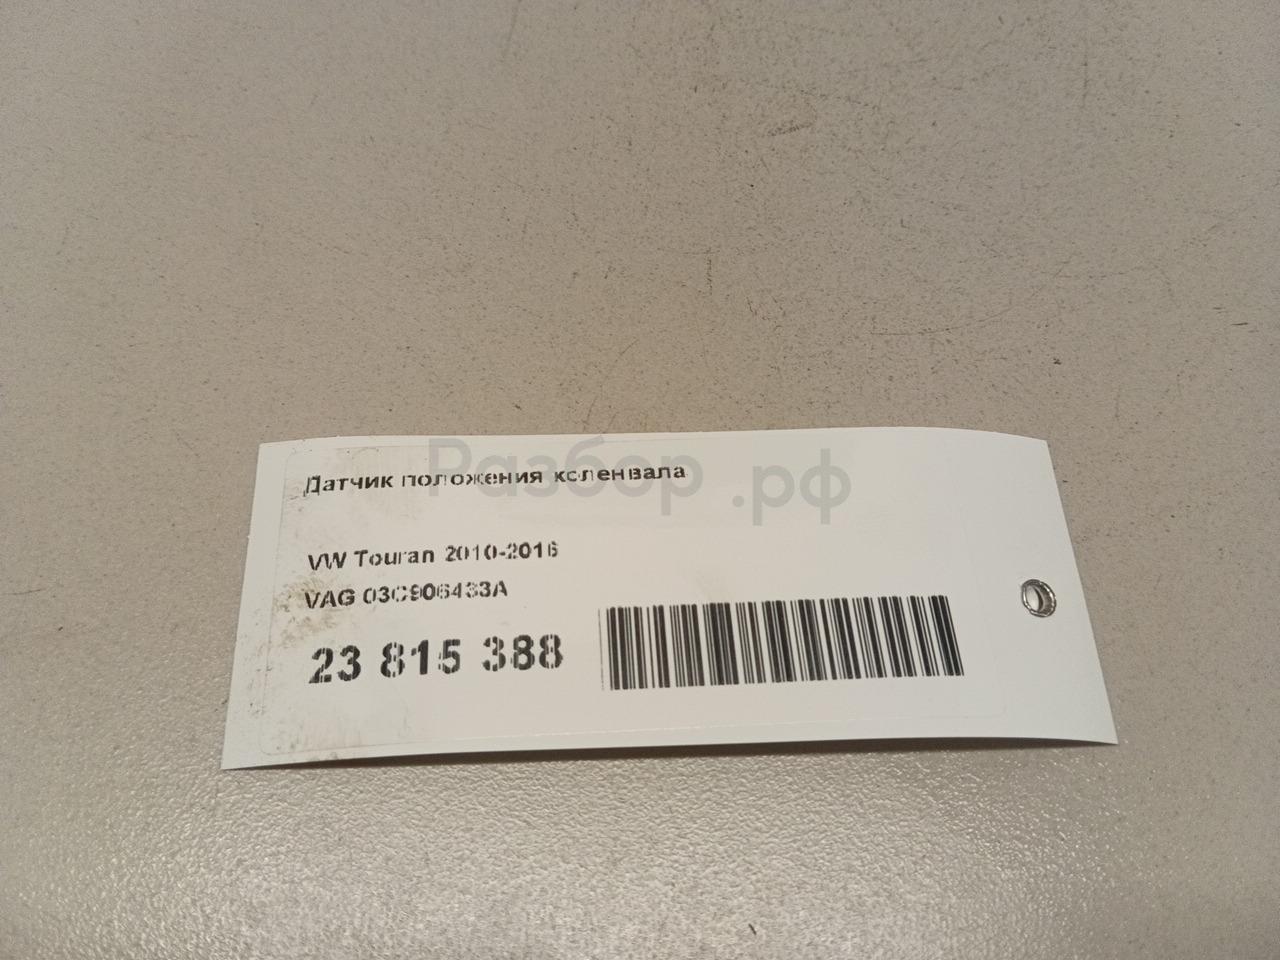 Датчик положения коленвала
Разбор.рф
VW Touran 2010-2016
VAG 03C906433A
23 815 388